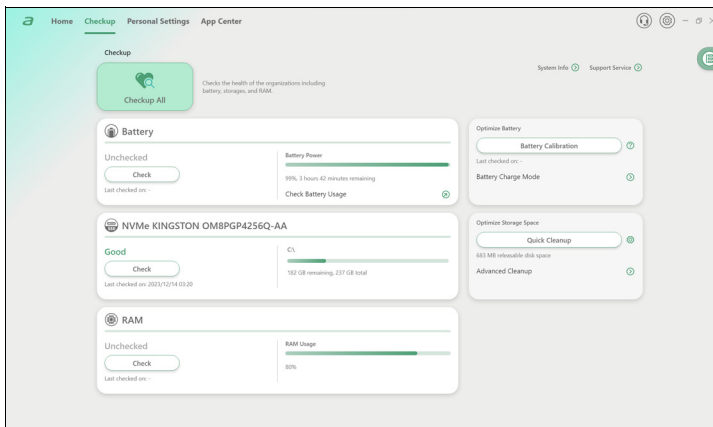 a Home Checkup Personal Settings App Center
Checkup
Checkup All
Checks the health of the organizations including
battery, storages, and RAM.
System Info Support Service
Battery
Unchecked
Check
Last checked on: -
Battery Power
99%, 3 hours 42 minutes remaining
Check Battery Usage
Optimize Battery
Battery Calibration
Last checked on: -
Battery Charge Mode
NVMe KINGSTON OM8PGP4256Q-AA
Good
Check
Last checked on: 2023/12/14 03:20
C:\
182 GB remaining, 237 GB total
Optimize Storage Space
Quick Cleanup
683 MB releasable disk space
Advanced Cleanup
RAM
Unchecked
Check
Last checked on: -
RAM Usage
80%